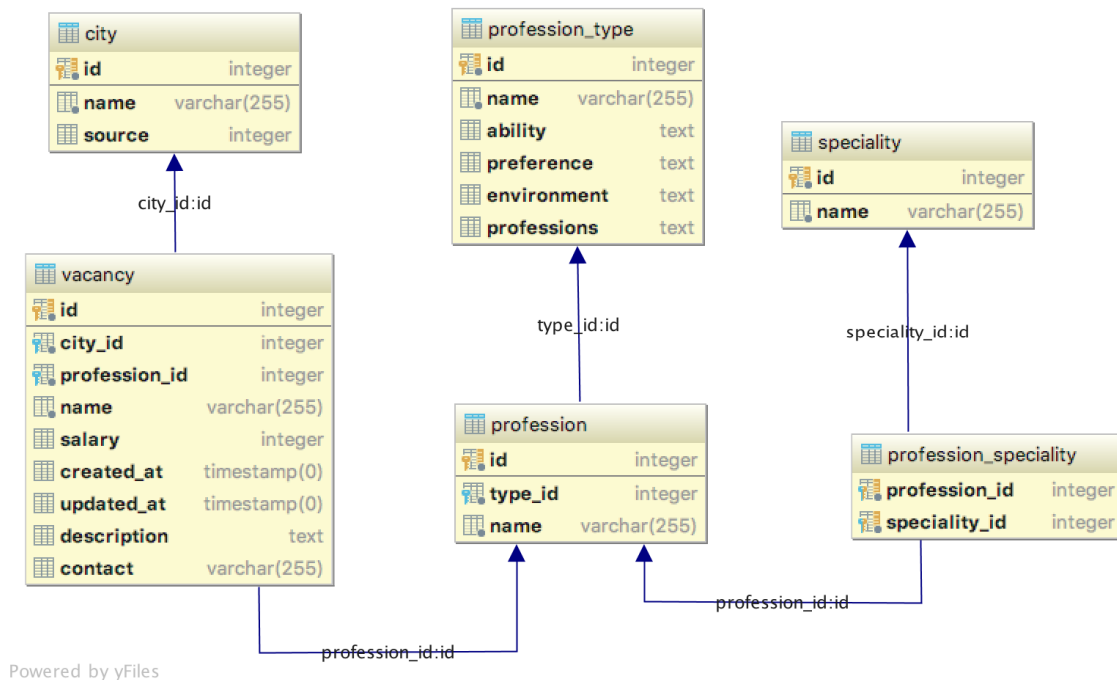 city
id integer
name varchar(255)
source integer
profession_type
id integer
name varchar(255)
ability text
preference text
environment text
professions text
speciality
id integer
name varchar(255)
city_id:id
vacancy
id integer
city_id integer
profession_id integer
name varchar(255)
salary integer
created_at timestamp(0)
updated_at timestamp(0)
description text
contact varchar(255)
type_id:id
speciality_id:id
profession
id integer
type_id integer
name varchar(255)
profession_speciality
profession_id integer
speciality_id integer
profession_id:id
profession_id:id
Powered by yFiles